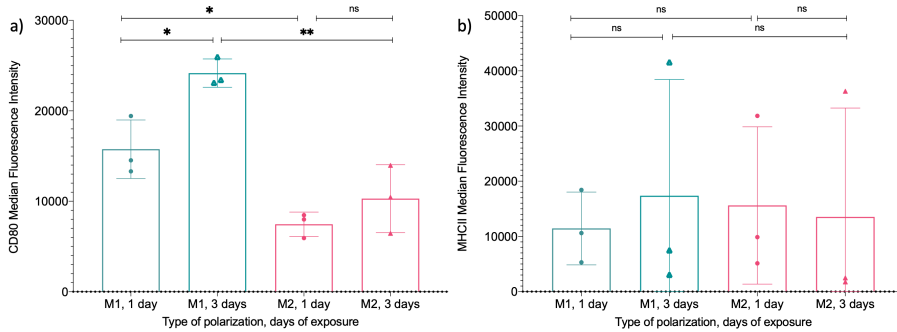 a)
CD80 Median Fluorescence Intensity
30000
20000
10000
0
*
ns
*
**
M1, 1 day
M1, 3 days
M2, 1 day
M2, 3 days
Type of polarization, days of exposure
b)
MHCII Median Fluorescence Intensity
50000
40000
30000
20000
10000
0
ns
ns
ns
ns
M1, 1 day
M1, 3 days
M2, 1 day
M2, 3 days
Type of polarization, days of exposure